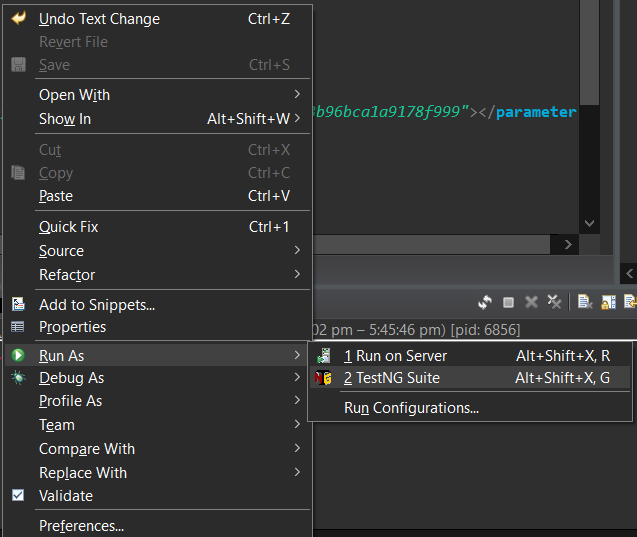 Undo Text Change Ctrl+Z
Revert File
Save Ctrl+S
Open With
Show In Alt+Shift+W
b96bca1a9178f999"></parameter
Cut Ctrl+X
Copy Ctrl+C
Paste Ctrl+V
Quick Fix Ctrl+1
Source
Refactor
Add to Snippets...
Properties
02 pm – 5:45:46 pm) [pid: 6856]
Run As
1 Run on Server Alt+Shift+X, R
Debug As
2 TestNG Suite Alt+Shift+X, G
Profile As
Run Configurations...
Team
Compare With
Replace With
Validate
Preferences...